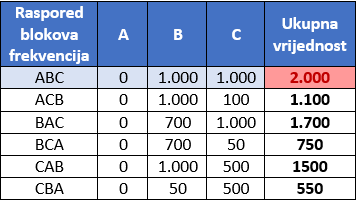 Raspored blokova frekvencija A B C Ukupna vrijednost
ABC 0 1.000 1.000 2.000
ACB 0 1.000 100 1.100
BAC 0 700 1.000 1.700
BCA 0 700 50 750
CAB 0 1.000 500 1500
CBA 0 50 500 550